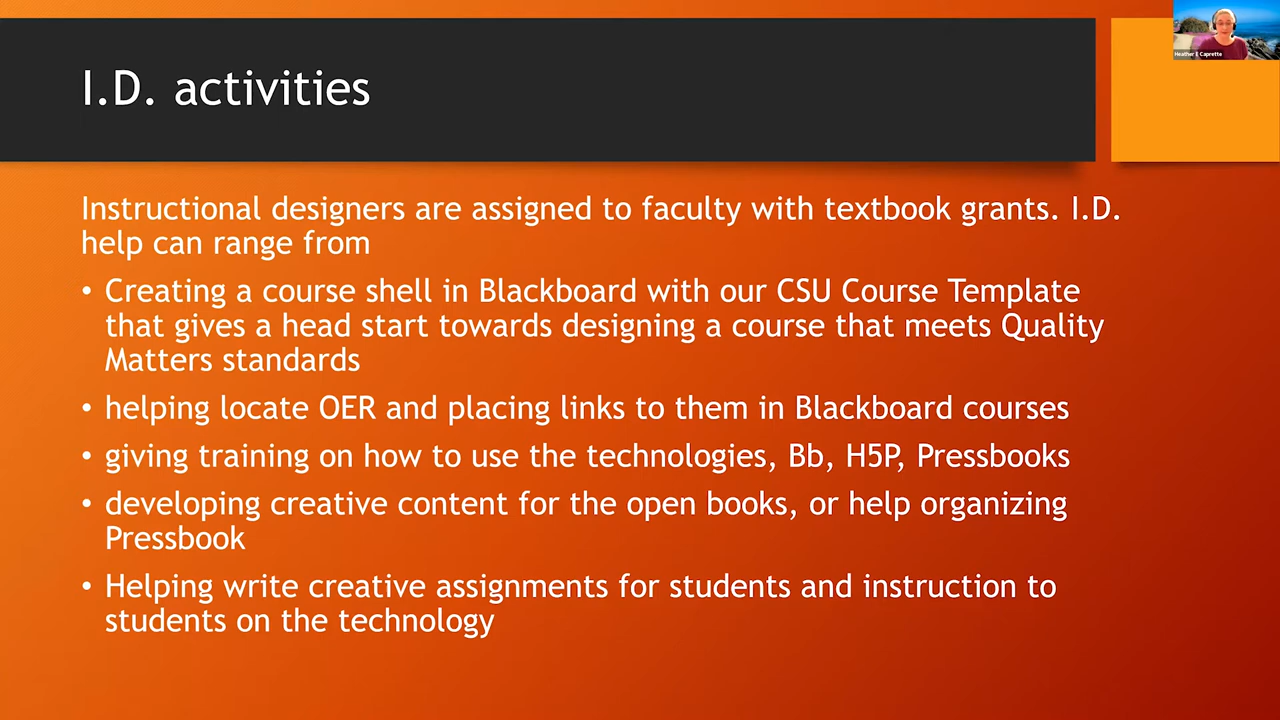 I.D. activities
Heather E Caprette
Instructional designers are assigned to faculty with textbook grants. I.D.
help can range from
• Creating a course shell in Blackboard with our CSU Course Template
that gives a head start towards designing a course that meets Quality
Matters standards
• helping locate OER and placing links to them in Blackboard courses
• giving training on how to use the technologies, Bb, H5P, Pressbooks
• developing creative content for the open books, or help organizing
Pressbook
• Helping write creative assignments for students and instruction to
students on the technology